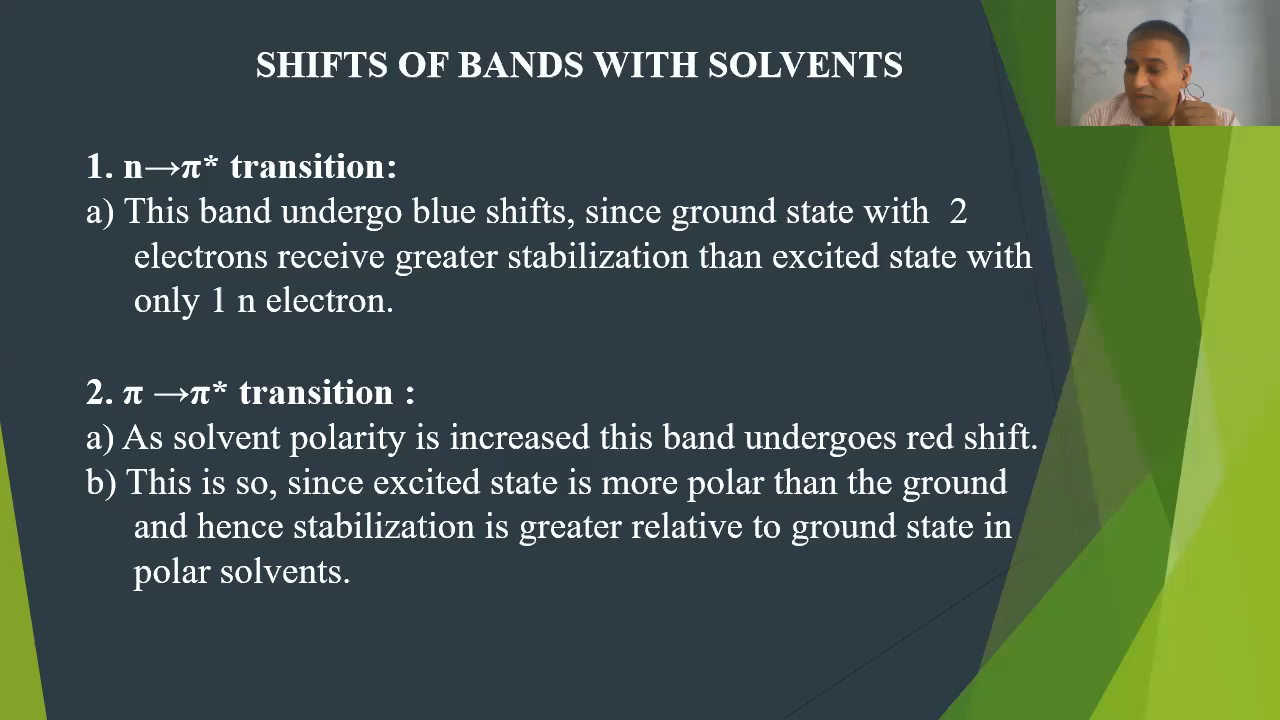 SHIFTS OF BANDS WITH SOLVENTS
1. n→π* transition:
a) This band undergo blue shifts, since ground state with 2
electrons receive greater stabilization than excited state with
only 1 n electron.
2. π →π* transition :
a) As solvent polarity is increased this band undergoes red shift.
b) This is so, since excited state is more polar than the ground
and hence stabilization is greater relative to ground state in
polar solvents.